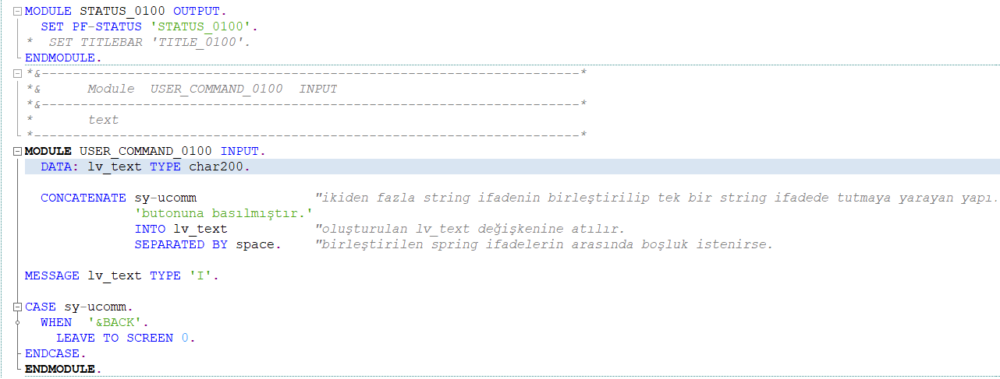 MODULE STATUS_0100 OUTPUT.
  SET PF-STATUS 'STATUS_0100'.
*  SET TITLEBAR 'TITLE_0100'.
ENDMODULE.
*&---------------------------------------------------------------------*
*&      Module  USER_COMMAND_0100  INPUT
*&---------------------------------------------------------------------*
*       text
*----------------------------------------------------------------------*
MODULE USER_COMMAND_0100 INPUT.
  DATA: lv_text TYPE char200.
  CONCATENATE sy-ucomm               "ikiden fazla string ifadenin birleştirilip tek bir string ifadede tutmaya yarayan yapı.
              'butonuna basılmıştır.'
              INTO lv_text           "oluşturulan lv_text değişkenine atılır.
              SEPARATED BY space.    "birleştirilen spring ifadelerin arasında boşluk istenirse.
MESSAGE lv_text TYPE 'I'.
CASE sy-ucomm.
  WHEN  '&BACK'.
    LEAVE TO SCREEN 0.
ENDCASE.
ENDMODULE.